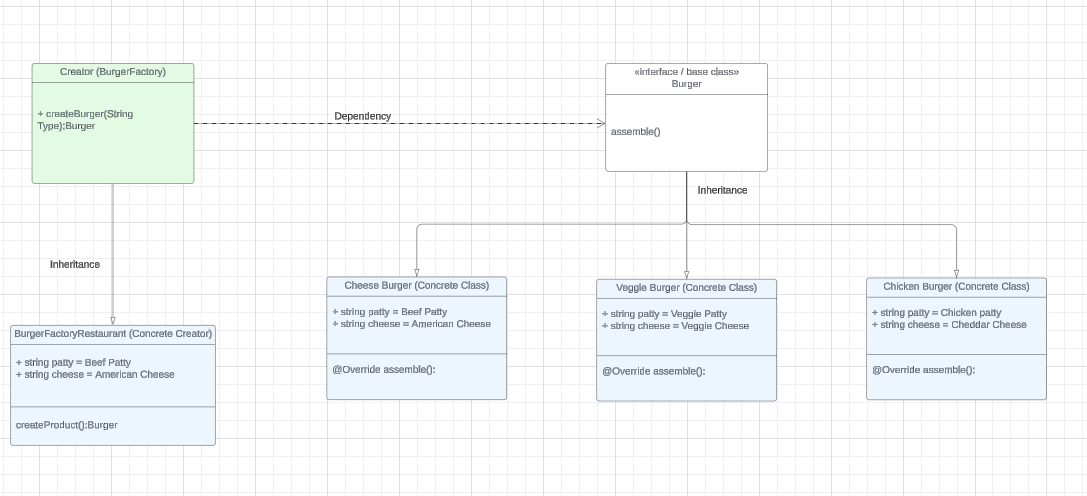 Creator (BurgerFactory)
+ createBurger(String
Type);Burger
Dependency
«interface / base class»
Burger
assemble()
Inheritance
Inheritance
Cheese Burger (Concrete Class)
+ string patty = Beef Patty
+ string cheese = American Cheese
@Override assemble():
Veggie Burger (Concrete Class)
+ string patty = Veggie Patty
+ string cheese = Veggie Cheese
@Override assemble():
Chicken Burger (Concrete Class)
+ string patty = Chicken patty
+ string cheese = Cheddar Cheese
@Override assemble():
BurgerFactoryRestaurant (Concrete Creator)
+ string patty = Beef Patty
+ string cheese = American Cheese
createProduct():Burger